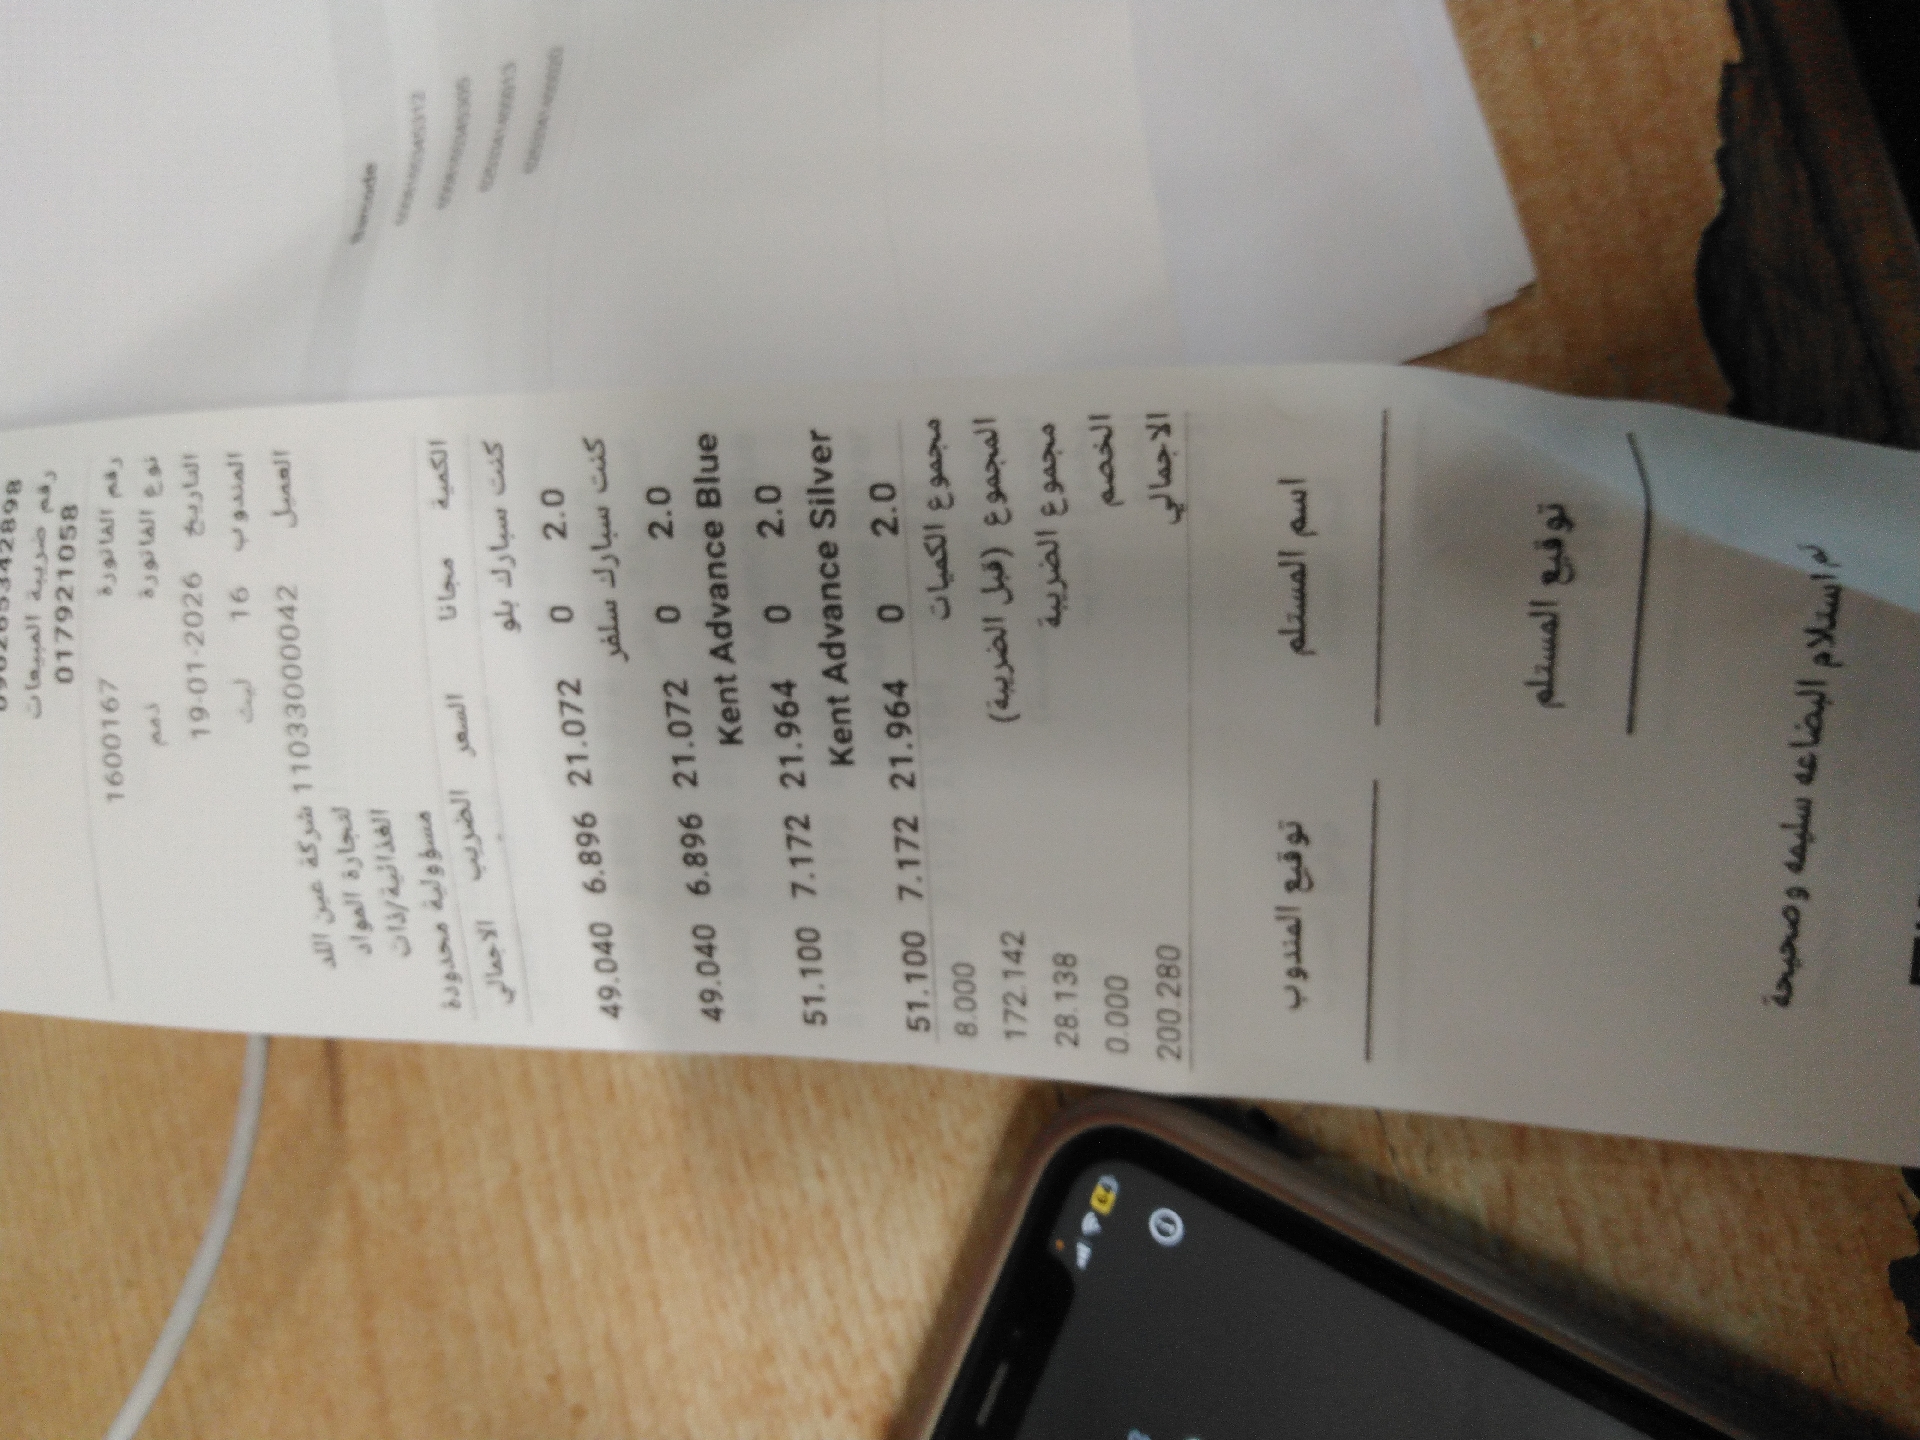 رقم ضريبة المبيعات
017921058
رقم الفاتورة 1600167
نوع الفاتورة ذمم
التاريخ 19-01-2026
المندوب 16 ليث
العميل 1103300042 شركة عين الله
لتجارة المواد
الغذائية/ذات
مسؤولية محدودة
الكمية مجانا السعر الضريب الاجمالي
كنت سبارك بلو
2.0 0 21.072 6.896 49.040
كنت سبارك سلفر
2.0 0 21.072 6.896 49.040
Kent Advance Blue
2.0 0 21.964 7.172 51.100
Kent Advance Silver
2.0 0 21.964 7.172 51.100
مجموع الكميات 8.000
المجموع (قبل الضريبة) 172.142
مجموع الضريبة 28.138
الخصم 0.000
الاجمالي 200.280
اسم المستلم توقيع المندوب
توقيع المستلم
تم استلام البضاعه سليمه وصحيحة
Barcode